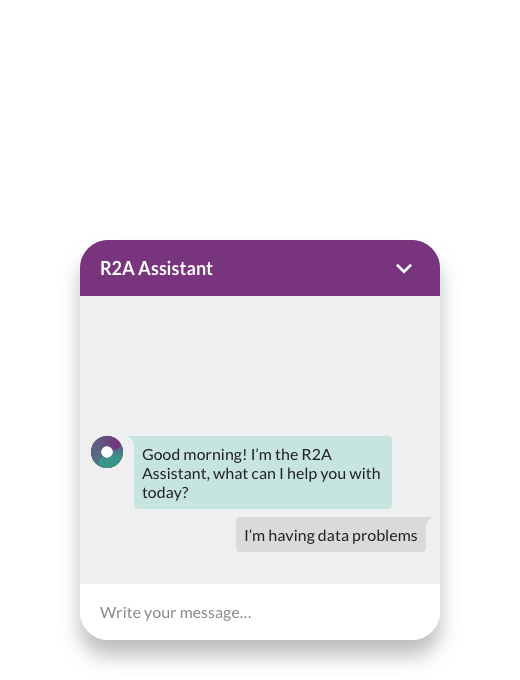 R2A Assistant
Good morning! I’m the R2A
Assistant, what can I help you with
today?
I’m having data problems
Write your message...